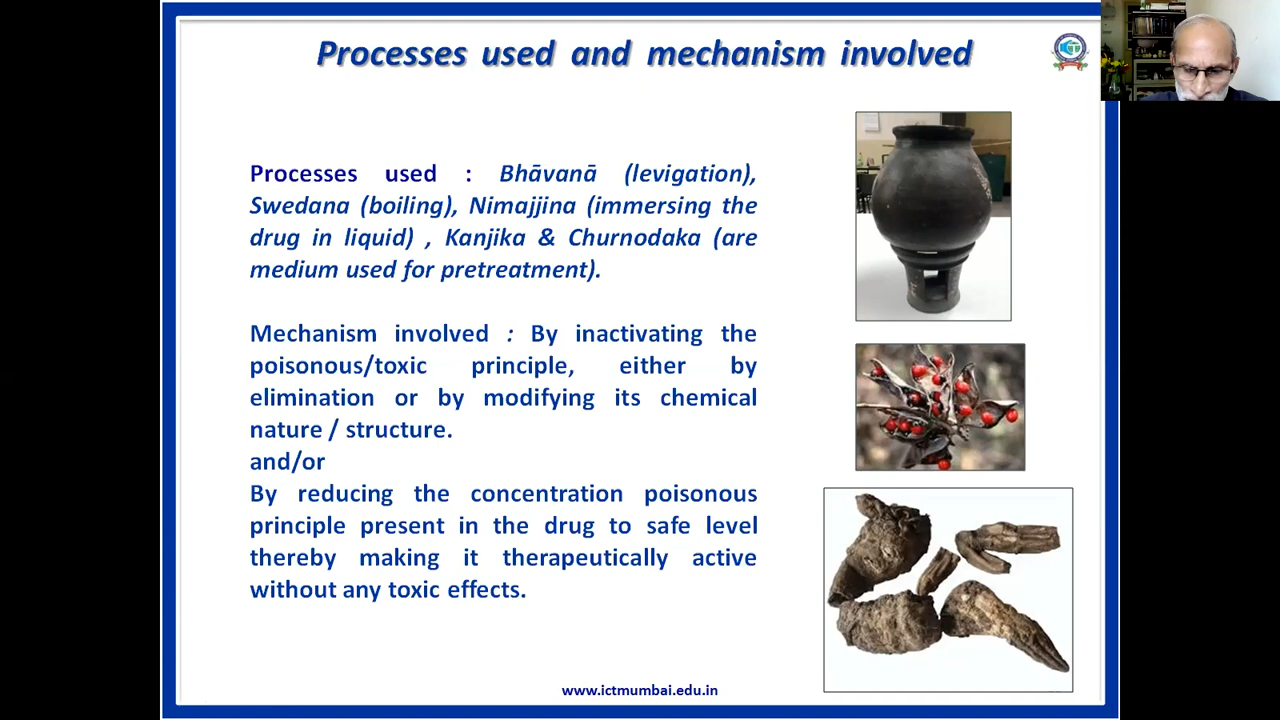 Processes used and mechanism involved
Processes used : Bhāvanā (levigation),
Swedana (boiling), Nimajjina (immersing the
drug in liquid) , Kanjika & Churnodaka (are
medium used for pretreatment).
Mechanism involved : By inactivating the
poisonous/toxic principle, either by
elimination or by modifying its chemical
nature / structure.
and/or
By reducing the concentration poisonous
principle present in the drug to safe level
thereby making it therapeutically active
without any toxic effects.
www.ictmumbai.edu.in